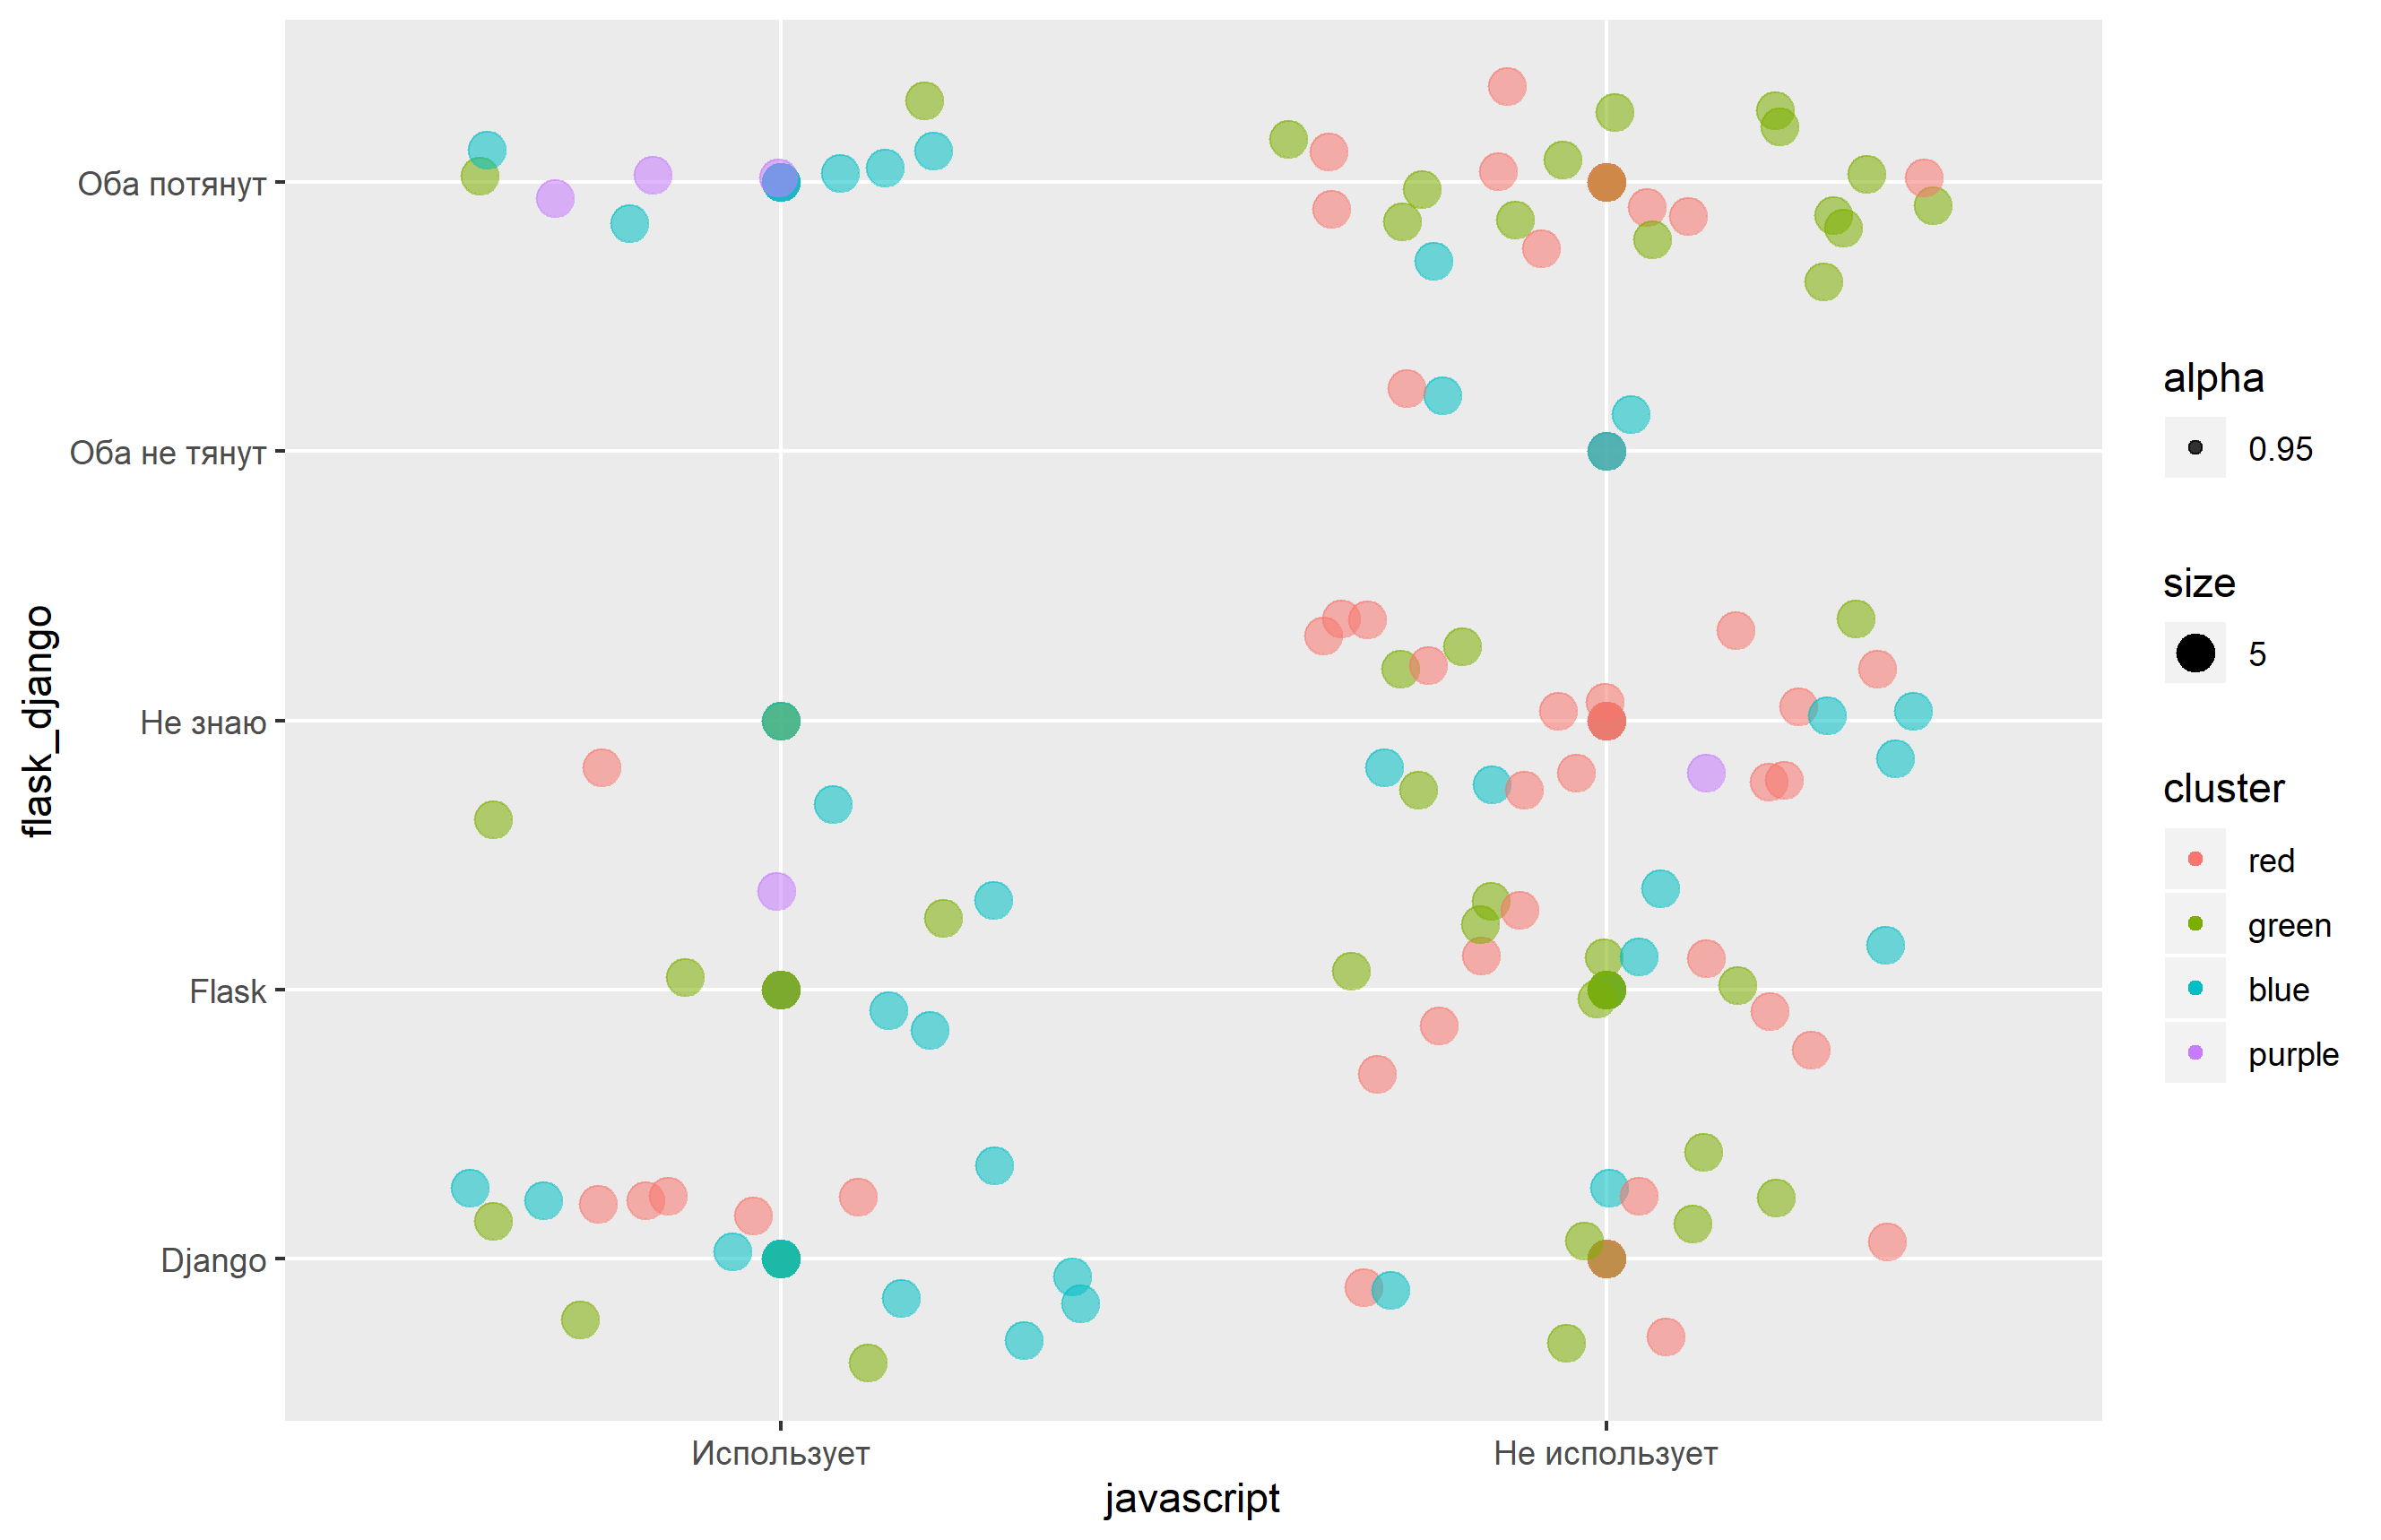 flask_django
Оба потянут
Оба не тянут
Не знаю
Flask
Django
Использует
Не использует
javascript
alpha
0.95
size
5
cluster
red
green
blue
purple